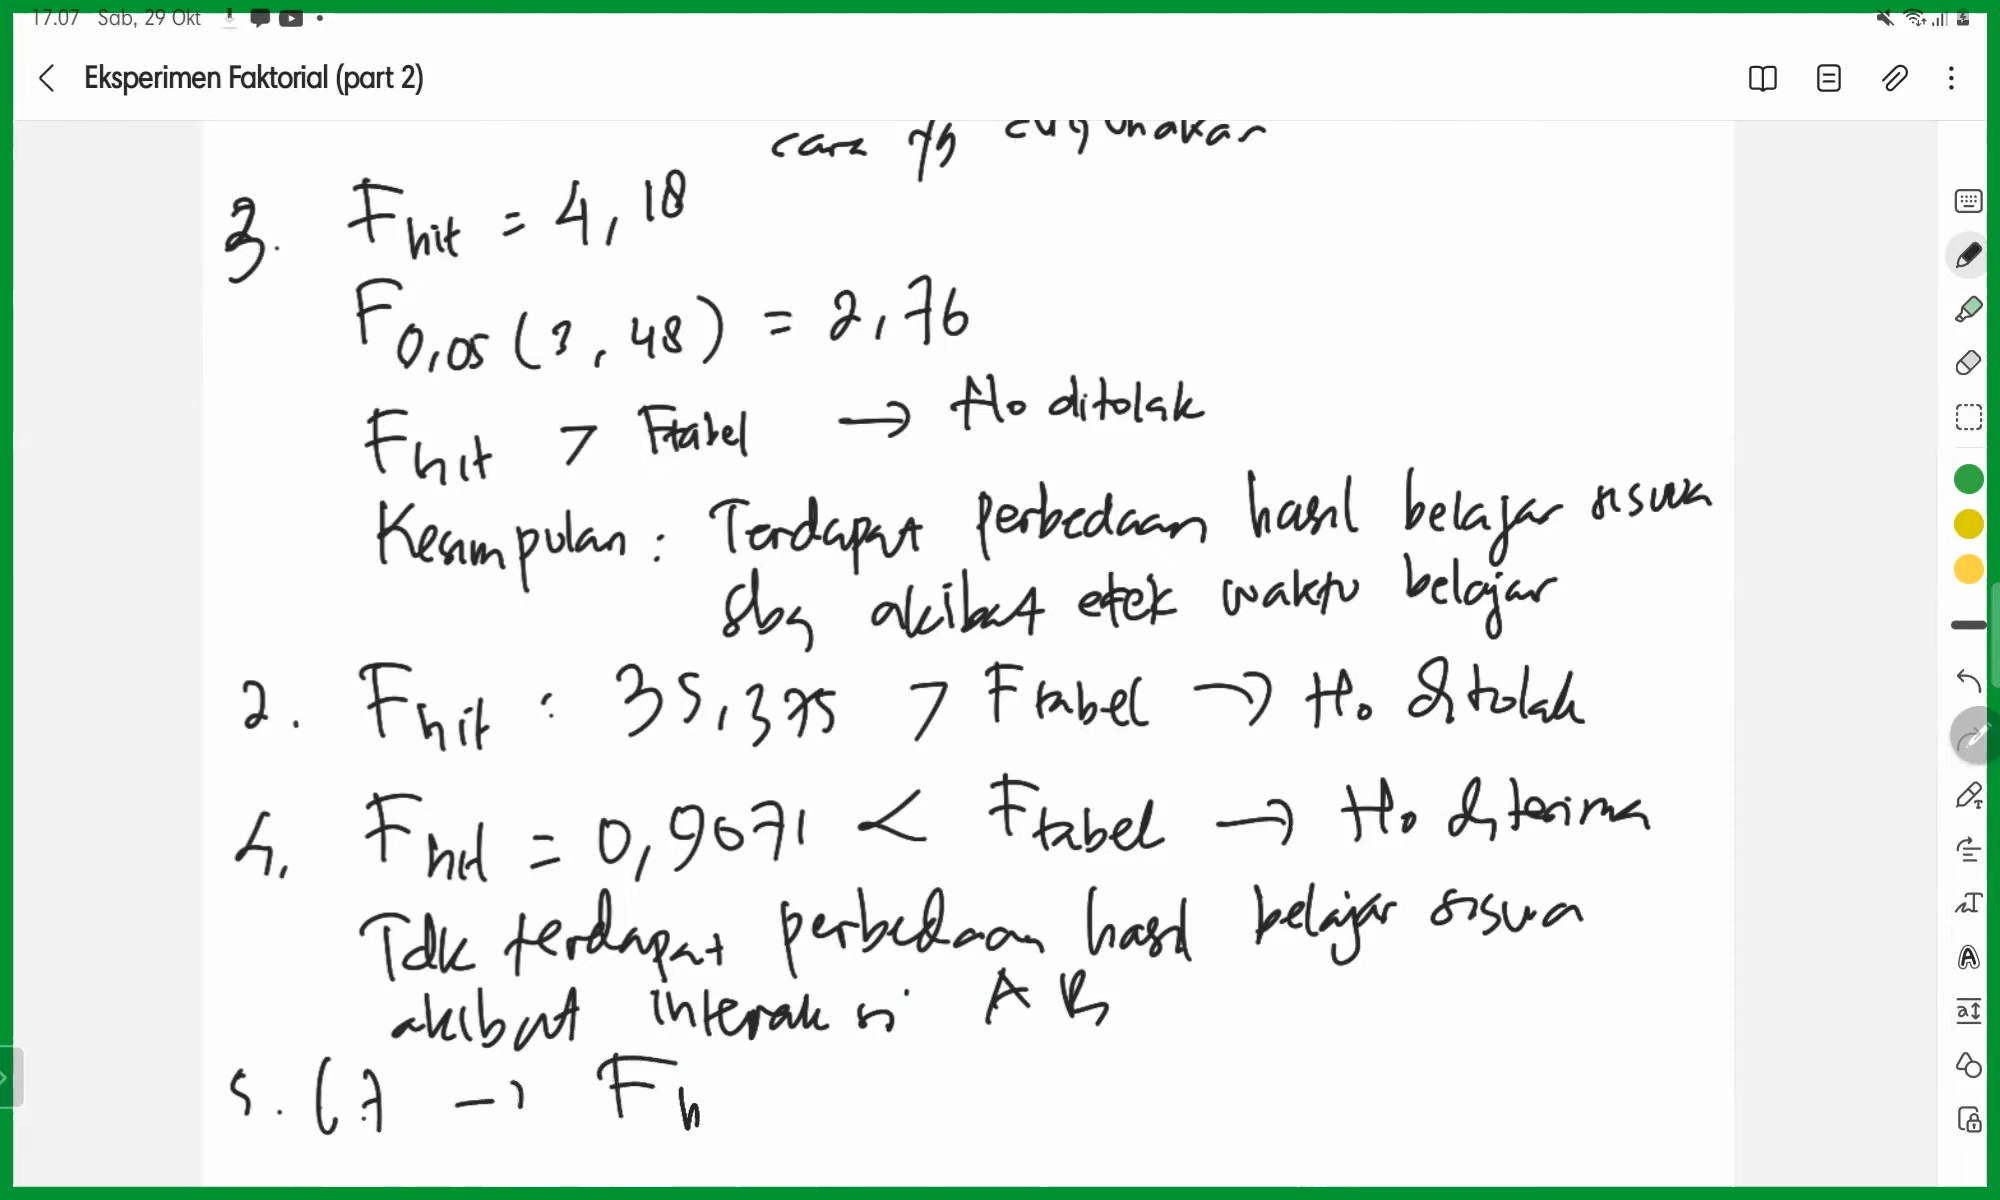 17.07 Sab, 29 Okt
Eksperimen Faktorial (part 2)
cara yg digunakan
3. Fhit = 4,18
F0,05 (3, 48) = 2,76
Fhit > Ftabel → Ho ditolak
Kesimpulan : Terdapat perbedaan hasil belajar siswa
sbg akibat efek waktu belajar
2. Fhit : 35,375 > Ftabel → Ho ditolak
4. Fhit = 0,9071 < Ftabel → Ho diterima
Tdk terdapat perbedaan hasil belajar siswa
akibat interaksi AB
5. → Fh